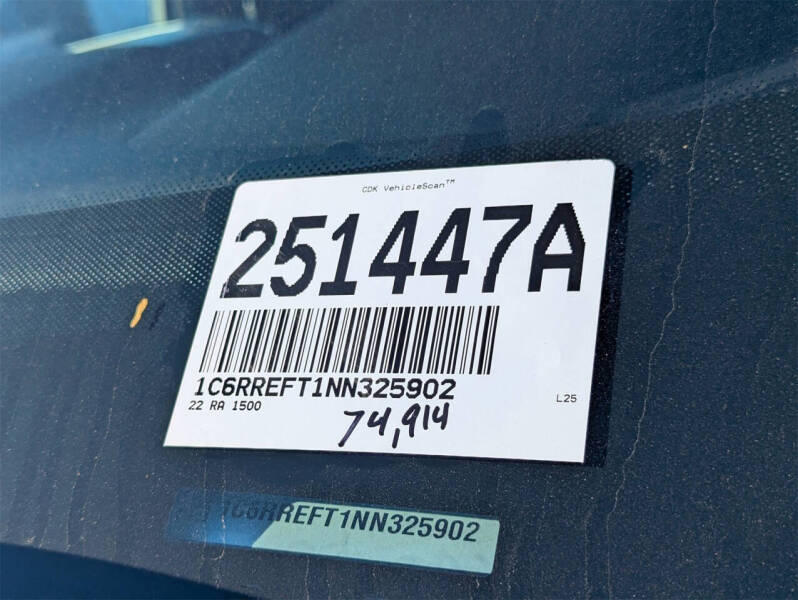 CDK VehicleScan™
251447A
1C6RREFT1NN325902
22 RA 1500
L25
74,914
1C6RREFT1NN325902